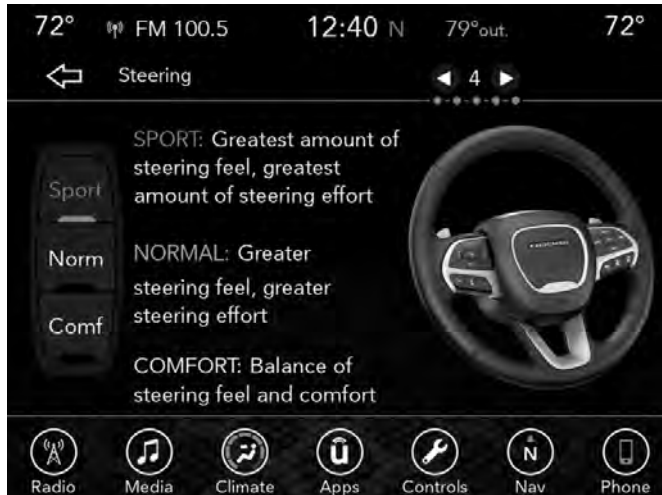 72° FM 100.5 12:40 N 79°out. 72°
Steering
4
SPORT: Greatest amount of
steering feel, greatest
amount of steering effort
Sport
NORMAL: Greater
steering feel, greater
steering effort
Norm
Comf
COMFORT: Balance of
steering feel and comfort
Radio Media Climate Apps Controls N Nav Phone